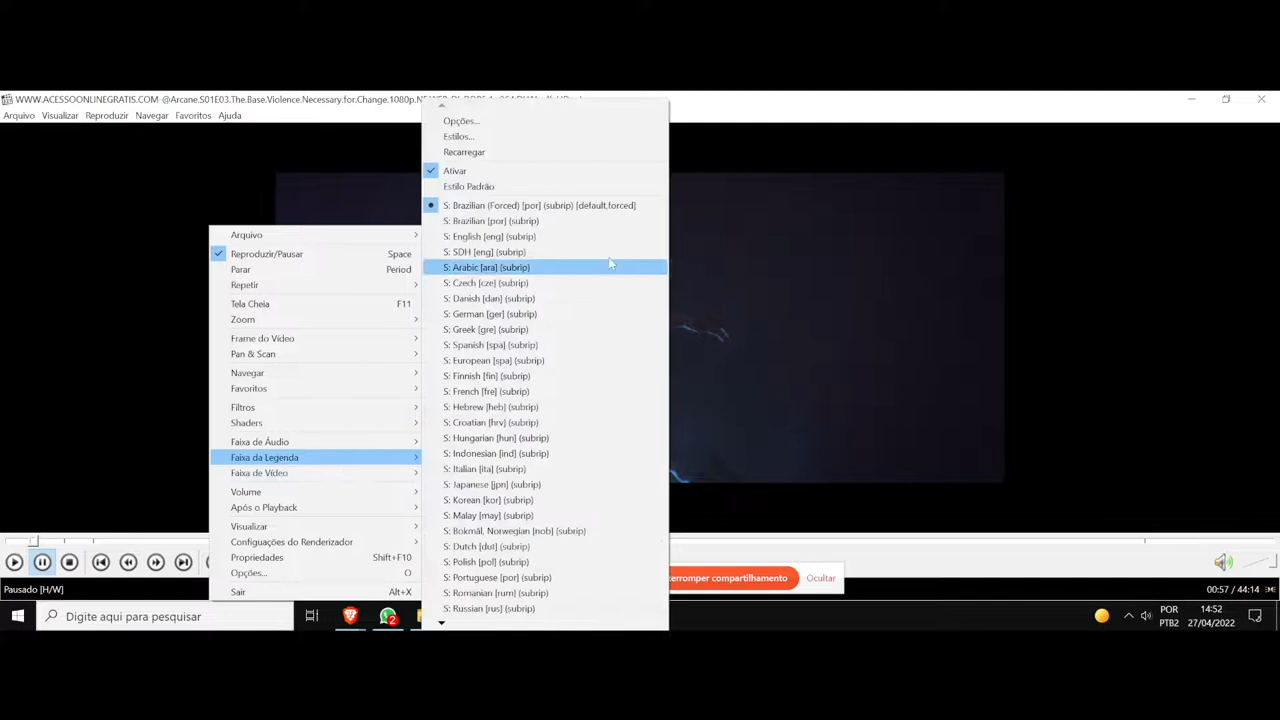 WWW.ACESSOONLINEGRATIS.COM -@Arcane.S01E03.The.Base.Violence.Necessary.for.Change.1080p
Arquivo Visualizar Reproduzir Navegar Favoritos Ajuda
Opções...
Estilos...
Recarregar
Ativar
Estilo Padrão
S: Brazilian (Forced) [por] (subrip) [default,forced]
S: Brazilian [por] (subrip)
S: English [eng] (subrip)
S: SDH [eng] (subrip)
S: Arabic [ara] (subrip)
S: Czech [cze] (subrip)
S: Danish [dan] (subrip)
S: German [ger] (subrip)
S: Greek [gre] (subrip)
S: Spanish [spa] (subrip)
S: European [spa] (subrip)
S: Finnish [fin] (subrip)
S: French [fre] (subrip)
S: Hebrew [heb] (subrip)
S: Croatian [hrv] (subrip)
S: Hungarian [hun] (subrip)
S: Indonesian [ind] (subrip)
S: Italian [ita] (subrip)
S: Japanese [jpn] (subrip)
S: Korean [kor] (subrip)
S: Malay [may] (subrip)
S: Bokmål, Norwegian [nob] (subrip)
S: Dutch [dut] (subrip)
S: Polish [pol] (subrip)
S: Portuguese [por] (subrip)
S: Romanian [rum] (subrip)
S: Russian [rus] (subrip)
Arquivo
Reproduzir/Pausar Space
Parar Period
Repetir
Tela Cheia F11
Zoom
Frame do Vídeo
Pan & Scan
Navegar
Favoritos
Filtros
Shaders
Faixa de Áudio
Faixa da Legenda
Faixa de Vídeo
Volume
Após o Playback
Visualizar
Configuações do Renderizador
Propriedades Shift+F10
Opções... O
Sair Alt+X
compartilhamento Ocultar
Pausado [H/W] 00:57 / 44:14
Digite aqui para pesquisar
2
POR
PTB2
14:52
27/04/2022